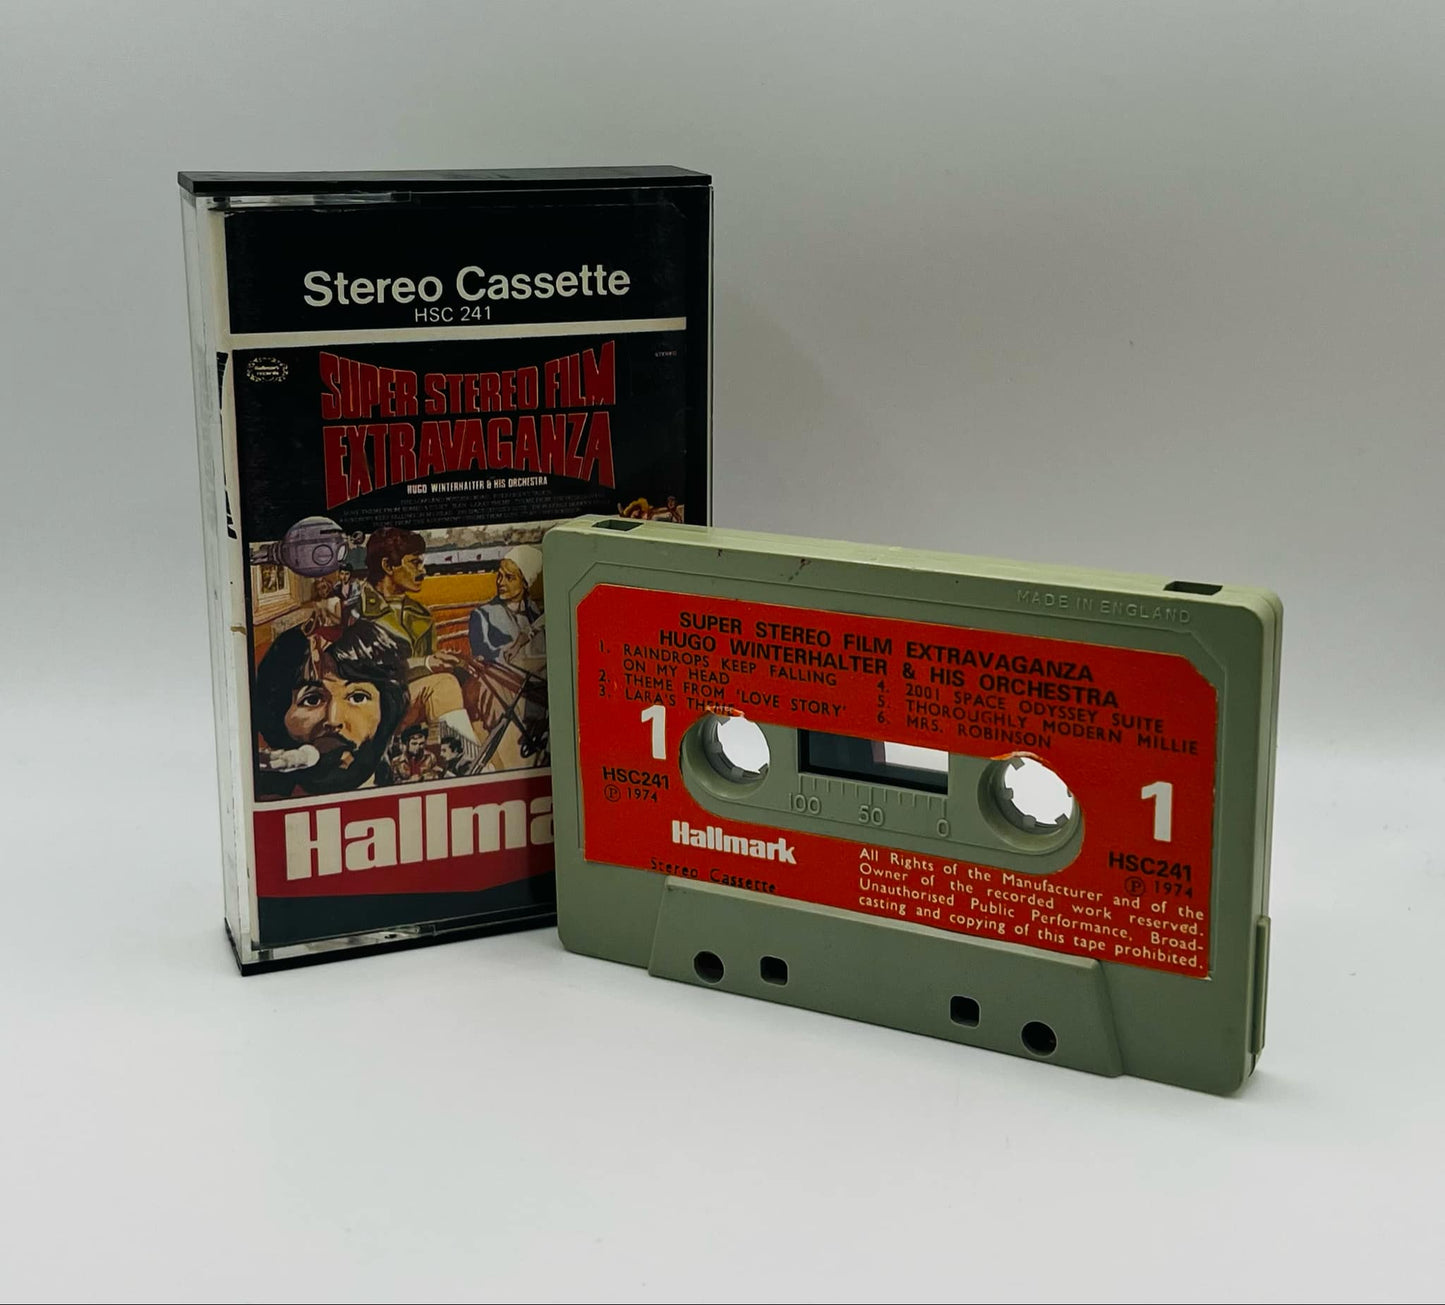 Stereo Cassette
HSC 241
Hallmark
records
STEREO
SUPER STEREO FILM
EXTRAVAGANZA
HUGO WINTERHALTER & HIS ORCHESTRA
Hallma
MADE IN ENGLAND
SUPER STEREO FILM EXTRAVAGANZA
HUGO WINTERHALTER & HIS ORCHESTRA
1. RAINDROPS KEEP FALLING
ON MY HEAD
2. THEME FROM 'LOVE STORY'
3. LARA'S THEME
4. 2001 SPACE ODYSSEY SUITE
5. THOROUGHLY MODERN MILLIE
6. MRS. ROBINSON
1
HSC241
Ⓟ 1974
100 50 0
1
HSC241
Ⓟ 1974
Hallmark
Stereo Cassette
All Rights of the Manufacturer and of the
Owner of the recorded work reserved.
Unauthorised Public Performance, Broad-
casting and copying of this tape prohibited.